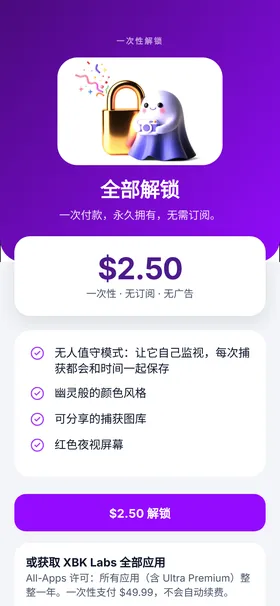 一次性解锁
全部解锁
一次付款，永久拥有，无需订阅。
$2.50
一次性 · 无订阅 · 无广告
无人值守模式：让它自己监视，每次捕
获都会和时间一起保存
幽灵般的颜色风格
可分享的捕获图库
红色夜视屏幕
$2.50 解锁
或获取 XBK Labs 全部应用
All-Apps 许可：所有应用（含 Ultra Premium）整
整一年。一次性支付 $49.99，不会自动续费。